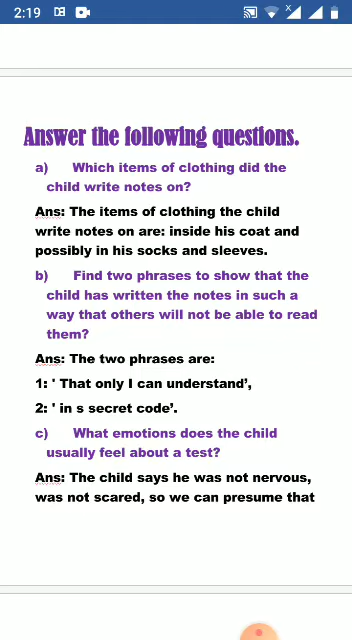 2:19
Answer the following questions.
a) Which items of clothing did the
child write notes on?
Ans: The items of clothing the child
write notes on are: inside his coat and
possibly in his socks and sleeves.
b) Find two phrases to show that the
child has written the notes in such a
way that others will not be able to read
them?
Ans: The two phrases are:
1: ' That only I can understand’,
2: ' in s secret code’.
c) What emotions does the child
usually feel about a test?
Ans: The child says he was not nervous,
was not scared, so we can presume that